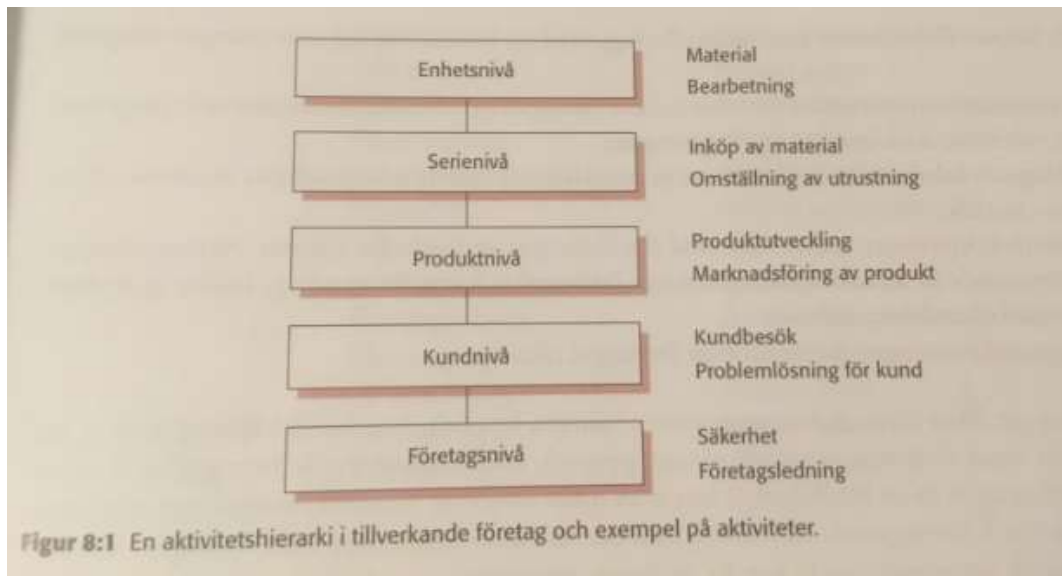 Enhetsnivå
Material
Bearbetning
Serienivå
Inköp av material
Omställning av utrustning
Produktnivå
Produktutveckling
Marknadsföring av produkt
Kundnivå
Kundbesök
Problemlösning för kund
Företagsnivå
Säkerhet
Företagsledning
Figur 8:1 En aktivitetshierarki i tillverkande företag och exempel på aktiviteter.